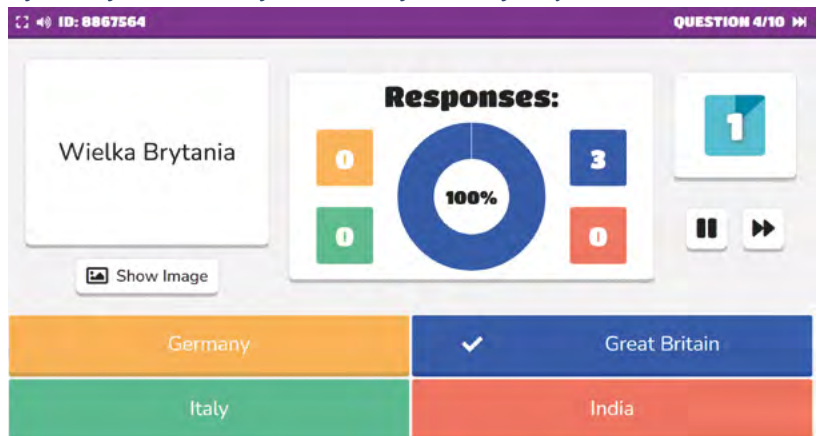 ID: 8867564
QUESTION 4/10
Wielka Brytania
Show Image
Responses:
0
3
100%
0
0
1
Germany
Great Britain
Italy
India